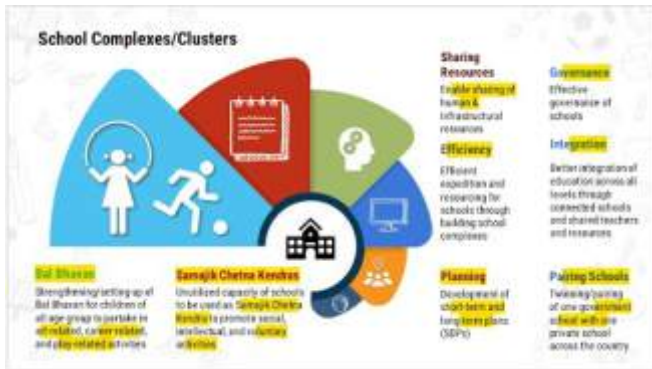 School Complexes/Clusters
Sharing
Resources
Enable sharing of
human &
infrastructural
resources
Governance
Effective
governance of
schools
Efficiency
Efficient
expedition and
resourcing for
schools through
building school
complexes
Integration
Better integration of
education across all
levels through
connected schools
and shared teachers
and resources
Bal Bhavan
Strengthening/setting up of
Bal Bhavan for children of
all age group to partake in
art-related, career-related,
and play-related activities
Samajik Chetna Kendras
Unutilized capacity of schools
to be used as Samajik Chetna
Kendra to promote social,
intellectual, and voluntary
activities
Planning
Development of
short-term and
long term plans
(SDPs)
Pairing Schools
Twinning/pairing
of one government
school with one
private school
across the country